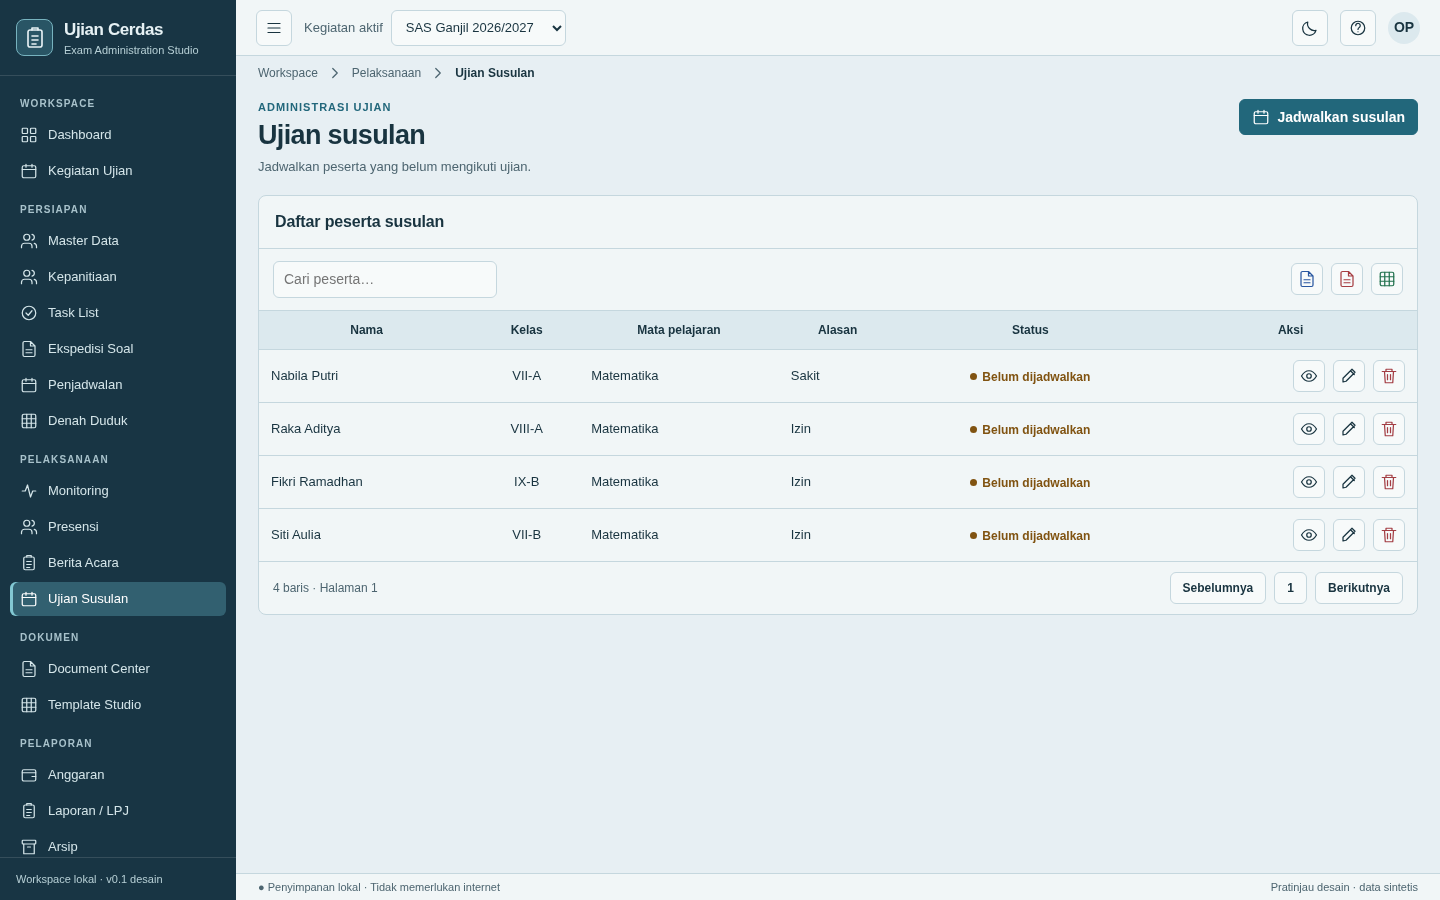 Ujian Cerdas
Exam Administration Studio
WORKSPACE
Dashboard
Kegiatan Ujian
PERSIAPAN
Master Data
Kepanitiaan
Task List
Ekspedisi Soal
Penjadwalan
Denah Duduk
PELAKSANAAN
Monitoring
Presensi
Berita Acara
Ujian Susulan
DOKUMEN
Document Center
Template Studio
PELAPORAN
Anggaran
Laporan / LPJ
Arsip
Workspace lokal · v0.1 desain
Kegiatan aktif SAS Ganjil 2026/2027 OP
Workspace Pelaksanaan Ujian Susulan
ADMINISTRASI UJIAN
Ujian susulan
Jadwalkan peserta yang belum mengikuti ujian.
Jadwalkan susulan
Daftar peserta susulan
Cari peserta…
Nama Kelas Mata pelajaran Alasan Status Aksi
Nabila Putri VII-A Matematika Sakit ● Belum dijadwalkan
Raka Aditya VIII-A Matematika Izin ● Belum dijadwalkan
Fikri Ramadhan IX-B Matematika Izin ● Belum dijadwalkan
Siti Aulia VII-B Matematika Izin ● Belum dijadwalkan
4 baris · Halaman 1 Sebelumnya 1 Berikutnya
● Penyimpanan lokal · Tidak memerlukan internet Pratinjau desain · data sintetis